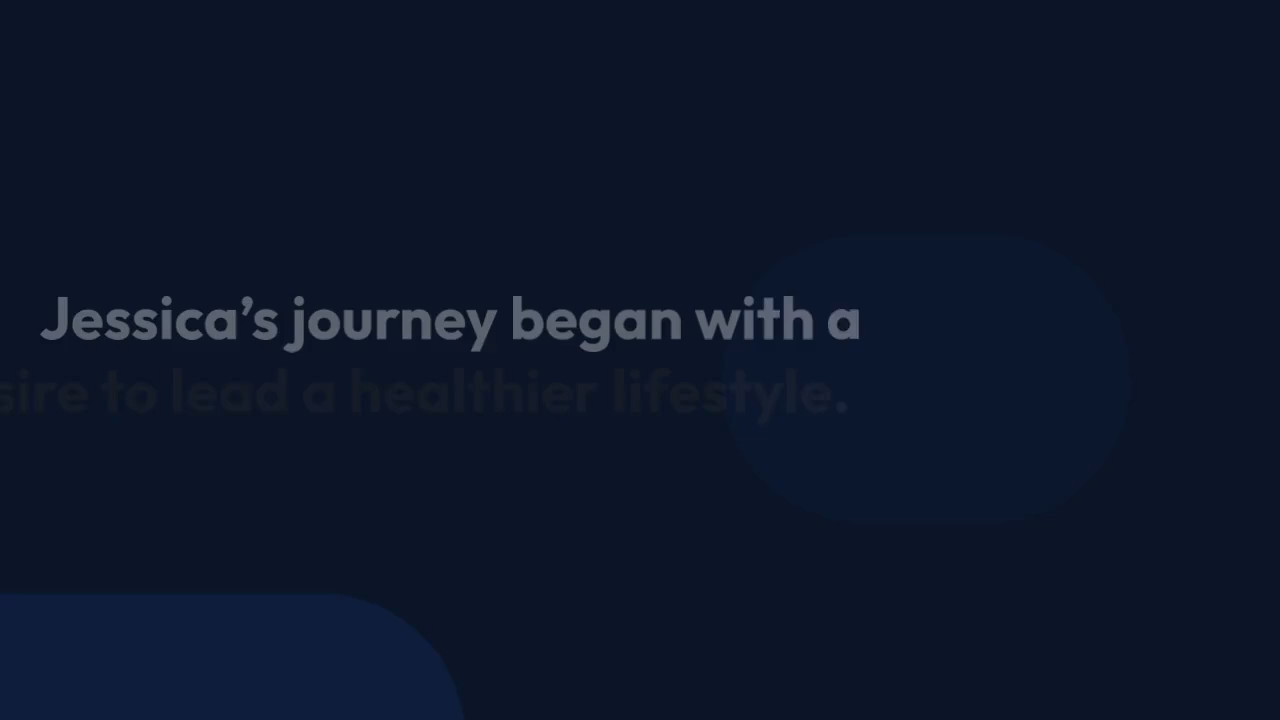 Jessica’s journey began with a
sire to lead a healthier lifestyle.